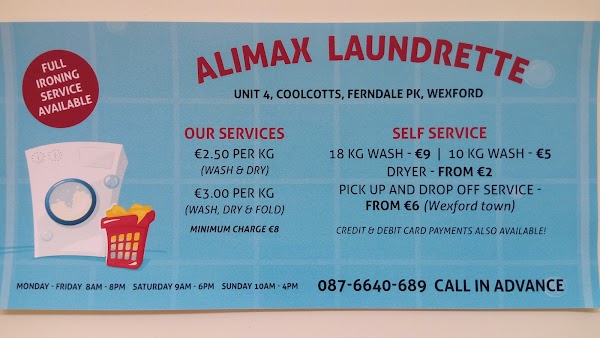 FULL
IRONING
SERVICE
AVAILABLE
ALIMAX LAUNDRETTE
UNIT 4, COOLCOTTS, FERNDALE PK, WEXFORD
OUR SERVICES
€2.50 PER KG
(WASH & DRY)
€3.00 PER KG
(WASH, DRY & FOLD)
MINIMUM CHARGE €8
SELF SERVICE
18 KG WASH - €9 | 10 KG WASH - €5
DRYER - FROM €2
PICK UP AND DROP OFF SERVICE -
FROM €6 (Wexford town)
CREDIT & DEBIT CARD PAYMENTS ALSO AVAILABLE!
MONDAY - FRIDAY 8AM - 8PM SATURDAY 9AM - 6PM SUNDAY 10AM - 4PM
087-6640-689 CALL IN ADVANCE